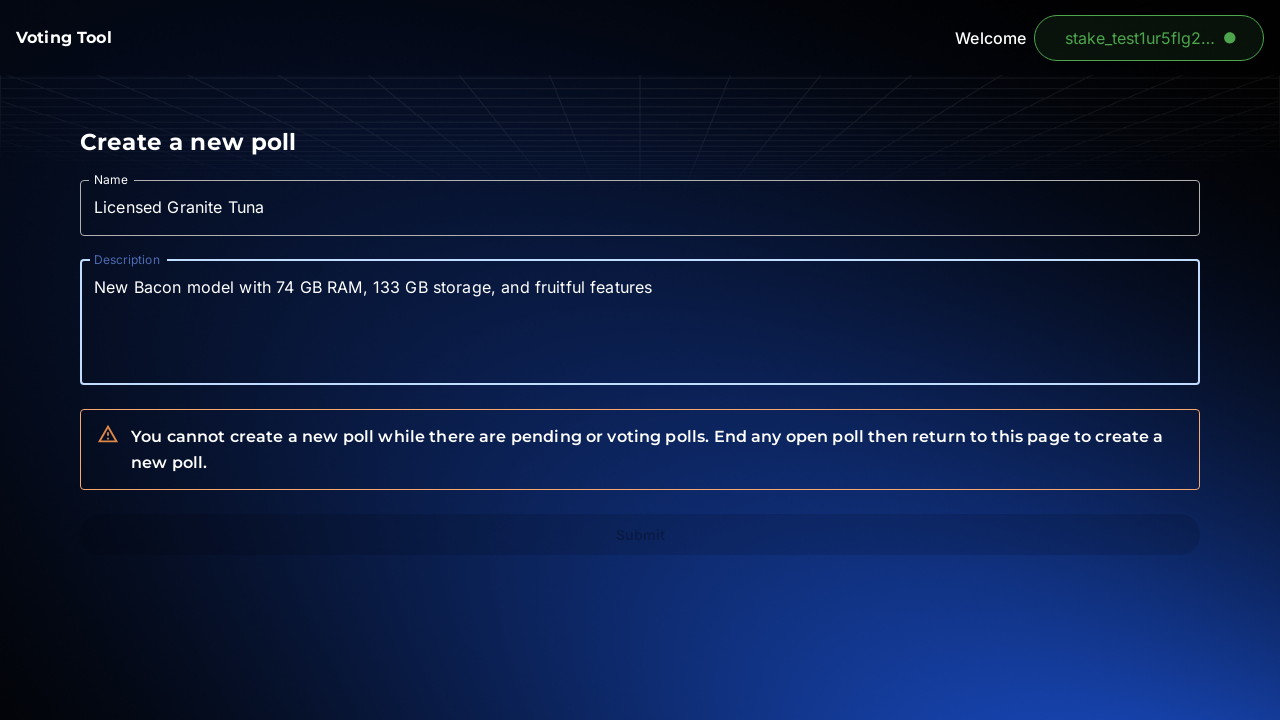 Voting Tool
Welcome
stake_test1ur5flg2...
Create a new poll
Name
Licensed Granite Tuna
Description
New Bacon model with 74 GB RAM, 133 GB storage, and fruitful features
You cannot create a new poll while there are pending or voting polls. End any open poll then return to this page to create a
new poll.
Submit